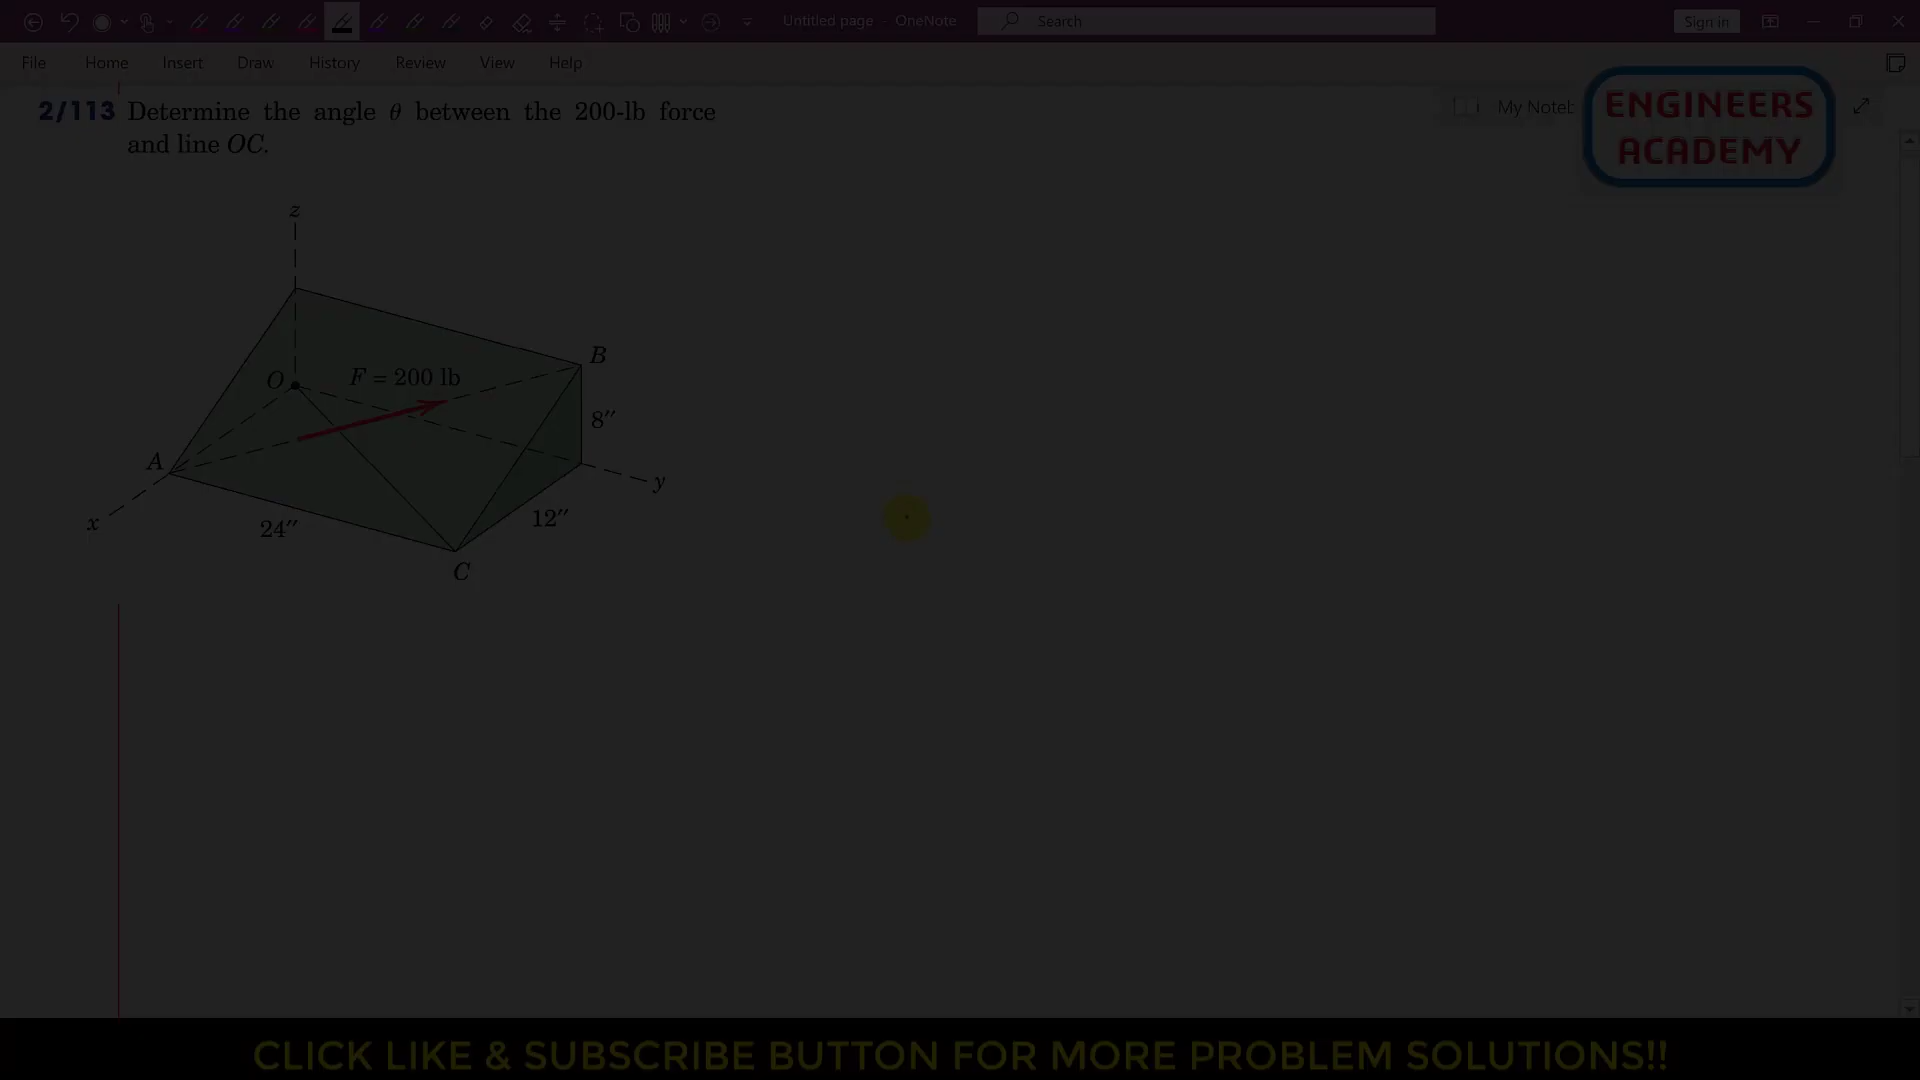 Untitled page - OneNote
Search
Sign in
File Home Insert Draw History Review View Help
2/113 Determine the angle θ between the 200-lb force
and line OC.
My Noteb
ENGINEERS
ACADEMY
z
B
O
F = 200 lb
8″
A
y
x
24″
12″
C
CLICK LIKE & SUBSCRIBE BUTTON FOR MORE PROBLEM SOLUTIONS!!